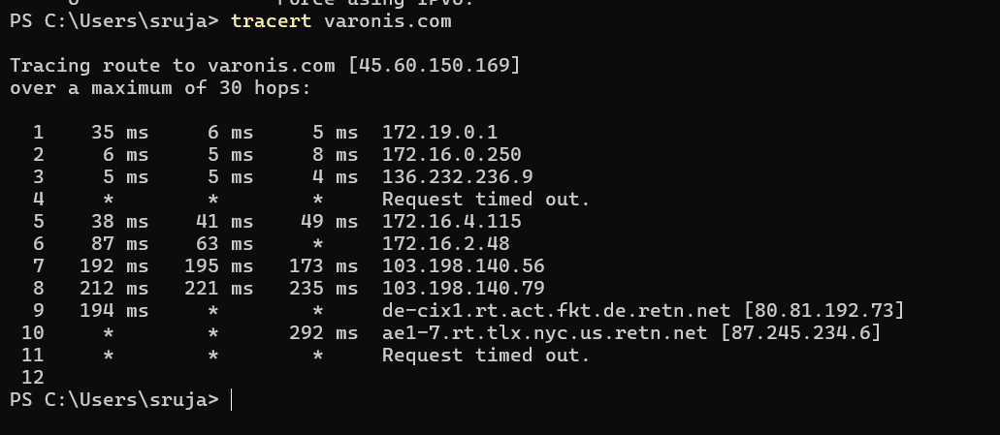 Force using IPv6.
PS C:\Users\sruja> tracert varonis.com
Tracing route to varonis.com [45.60.150.169]
over a maximum of 30 hops:
1 35 ms 6 ms 5 ms 172.19.0.1
2 6 ms 5 ms 8 ms 172.16.0.250
3 5 ms 5 ms 4 ms 136.232.236.9
4 * * * Request timed out.
5 38 ms 41 ms 49 ms 172.16.4.115
6 87 ms 63 ms * 172.16.2.48
7 192 ms 195 ms 173 ms 103.198.140.56
8 212 ms 221 ms 235 ms 103.198.140.79
9 194 ms * * de-cix1.rt.act.fkt.de.retn.net [80.81.192.73]
10 * * 292 ms ae1-7.rt.tlx.nyc.us.retn.net [87.245.234.6]
11 * * * Request timed out.
12
PS C:\Users\sruja>